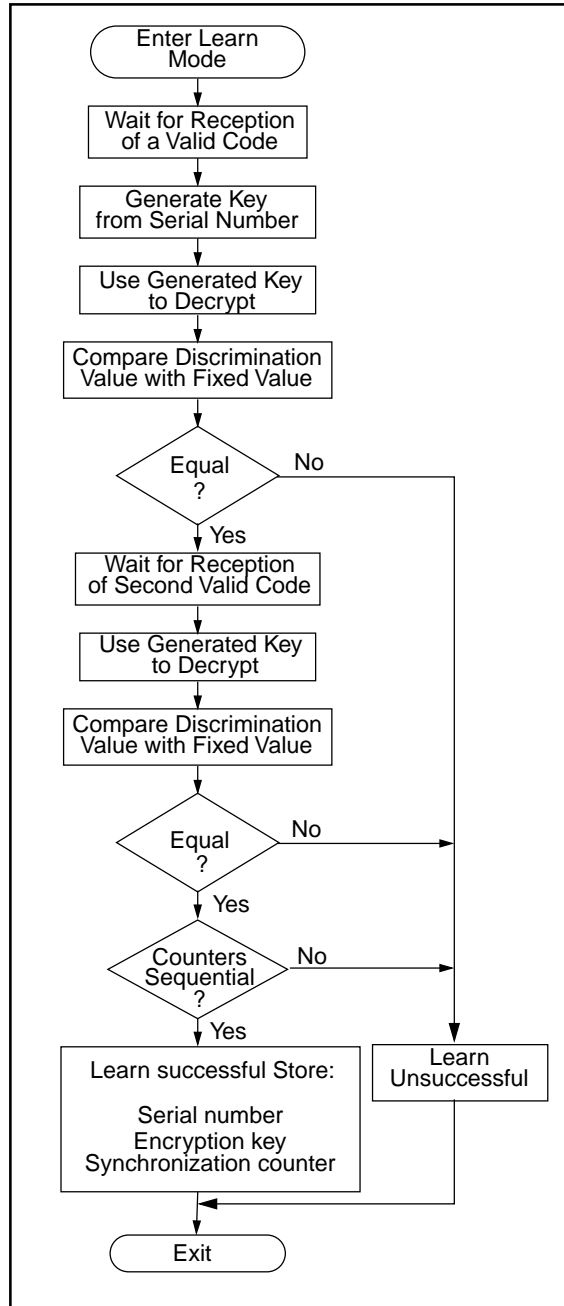 Enter Learn
Mode
Wait for Reception
of a Valid Code
Generate Key
from Serial Number
Use Generated Key
to Decrypt
Compare Discrimination
Value with Fixed Value
Equal
?
No
Yes
Wait for Reception
of Second Valid Code
Use Generated Key
to Decrypt
Compare Discrimination
Value with Fixed Value
Equal
?
No
Yes
Counters
Sequential
?
No
Yes
Learn successful Store:
Serial number
Encryption key
Synchronization counter
Learn
Unsuccessful
Exit